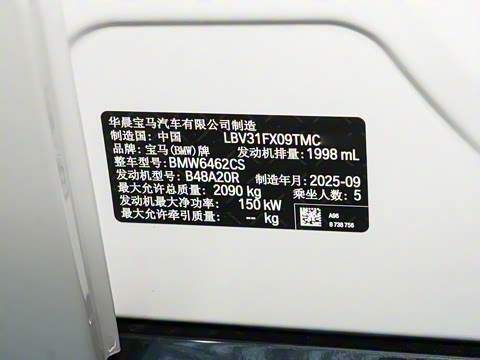 华晨宝马汽车有限公司制造
制造国：中国 LBV31FX09TMC
品牌：宝马(BMW)牌 发动机排量：1998 mL
整车型号：BMW6462CS
发动机型号：B48A20R 制造年月：2025-09
最大允许总质量：2090 kg 乘坐人数：5
发动机最大净功率：150 kW
最大允许牵引质量：-- kg
A96
8 738 756